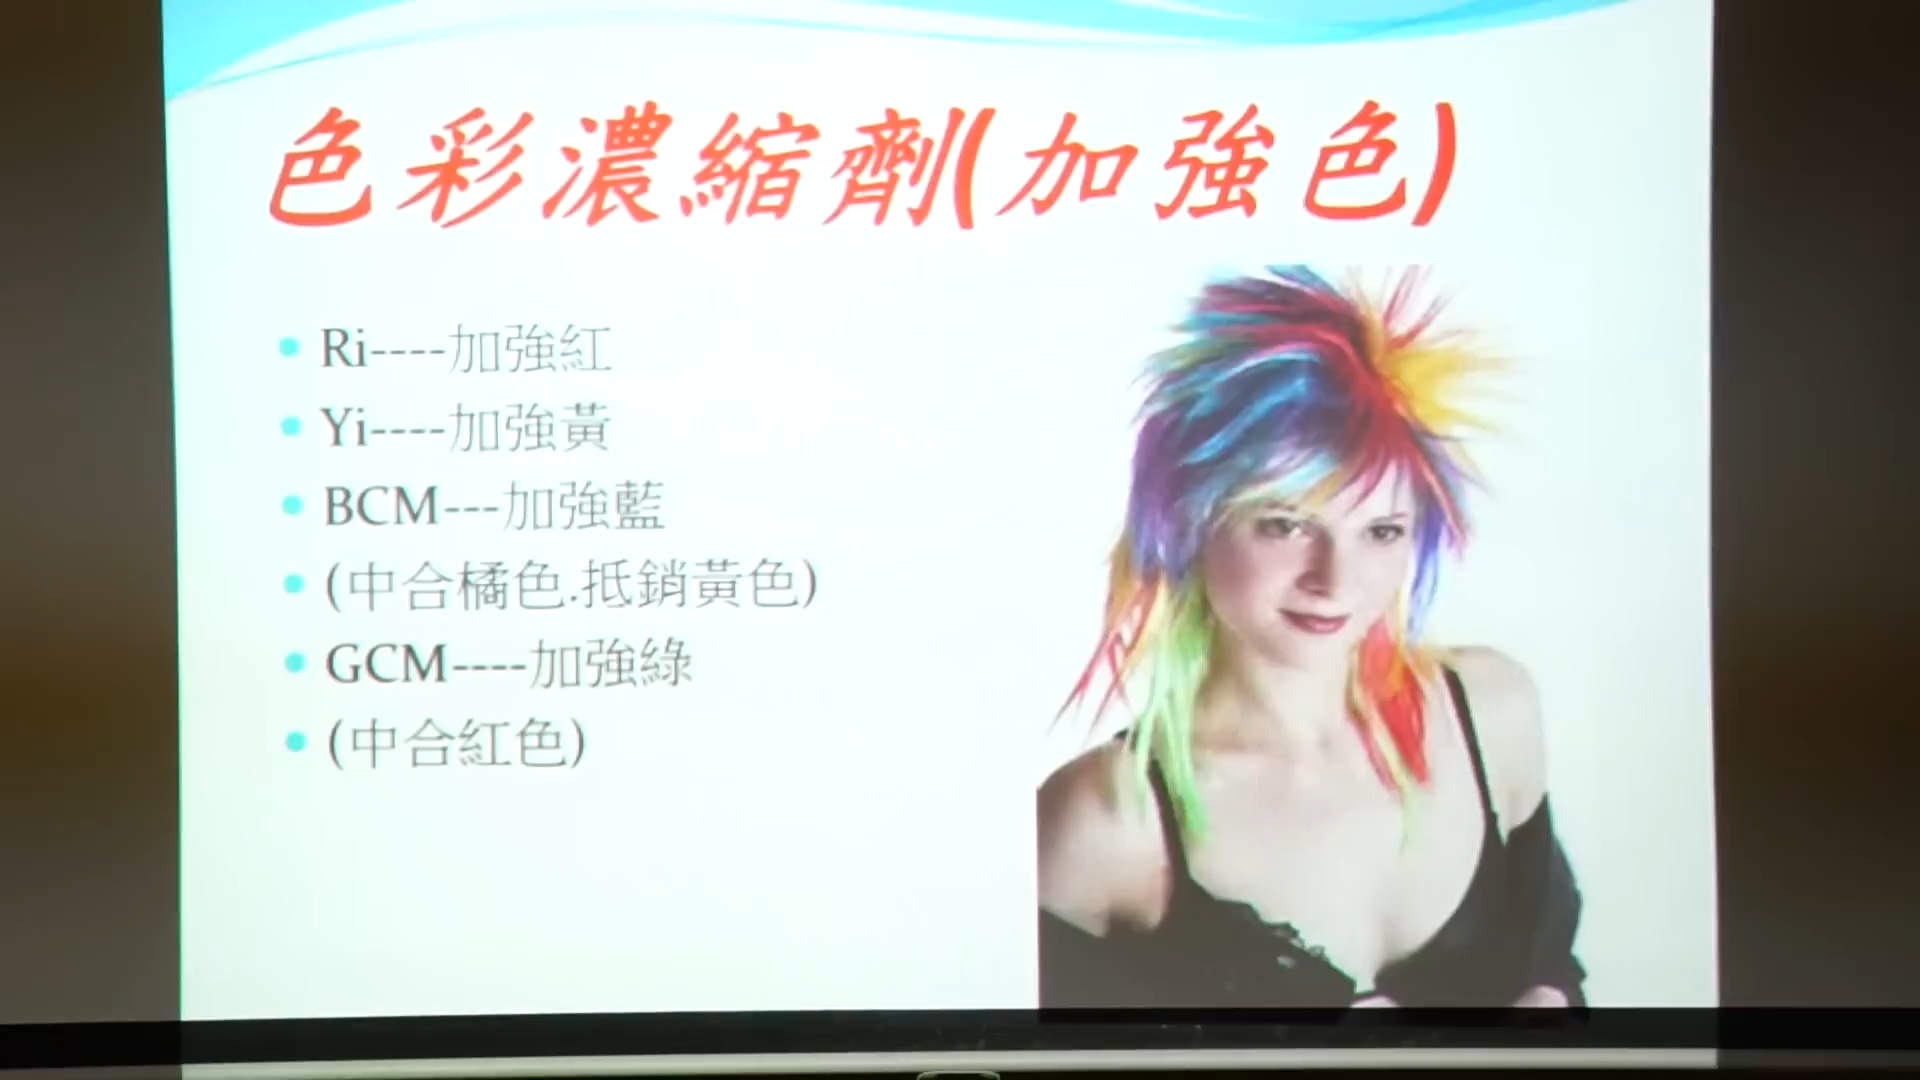 色彩濃縮劑(加強色)
Ri----加強紅
Yi----加強黃
BCM---加強藍
(中合橘色.抵銷黃色)
GCM----加強綠
(中合紅色)